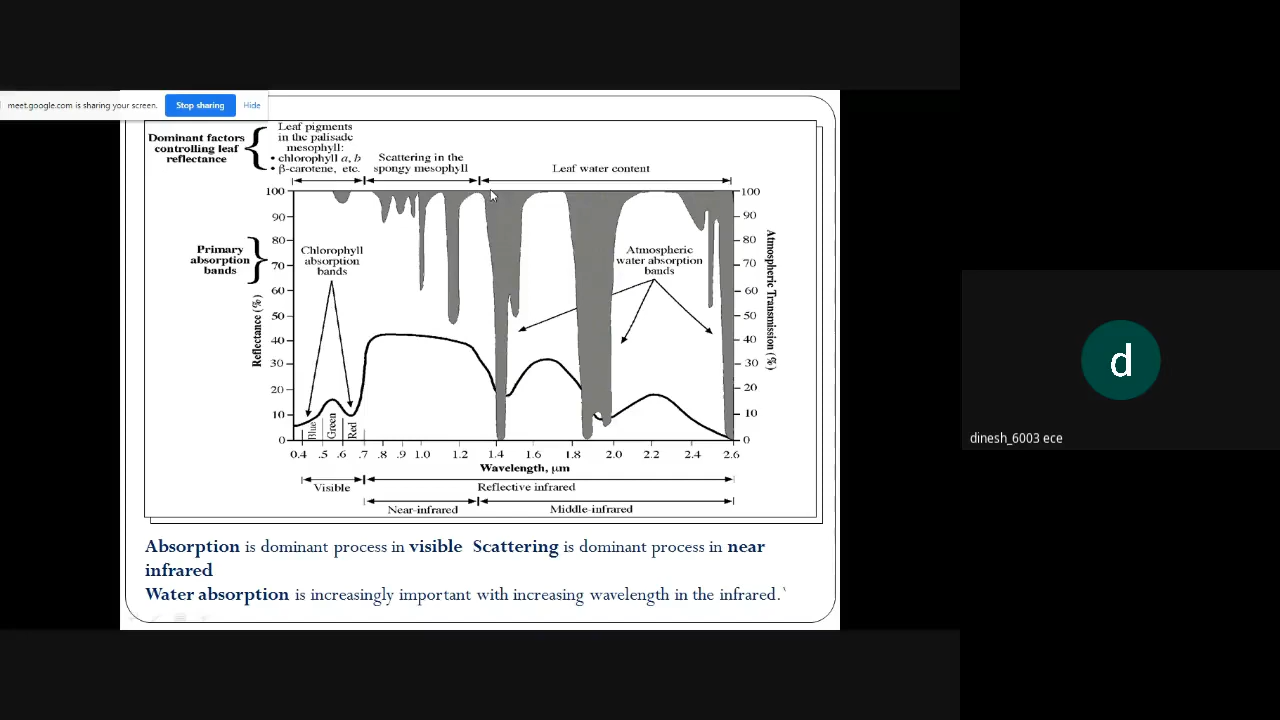 meet.google.com is sharing your screen.
Stop sharing
Hide
Dominant factors
controlling leaf
reflectance
Leaf pigments
in the palisade
mesophyll:
• chlorophyll a, b
• β-carotene, etc.
Scattering in the
spongy mesophyll
Leaf water content
100
90
80
70
60
50
40
30
20
10
0
Reflectance (%)
Primary
absorption
bands
Chlorophyll
absorption
bands
Atmospheric
water absorption
bands
100
90
80
70
60
50
40
30
20
10
0
Atmospheric Transmission (%)
Blue
Green
Red
0.4 .5 .6 .7 .8 .9 1.0 1.2 1.4 1.6 1.8 2.0 2.2 2.4 2.6
Wavelength, μm
Visible
Reflective infrared
Near-infrared
Middle-infrared
Absorption is dominant process in visible Scattering is dominant process in near
infrared
Water absorption is increasingly important with increasing wavelength in the infrared.`
d
dinesh_6003 ece